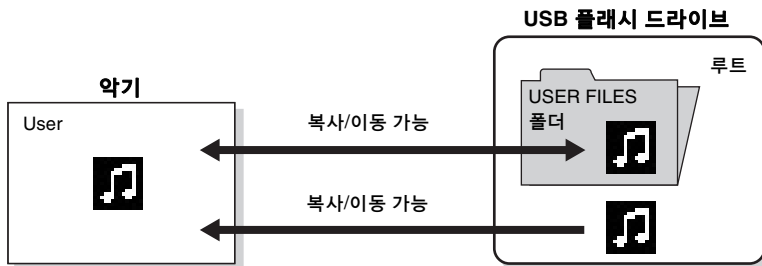 USB 플래시 드라이브
루트
악기
User
USER FILES
폴더
복사/이동 가능
복사/이동 가능